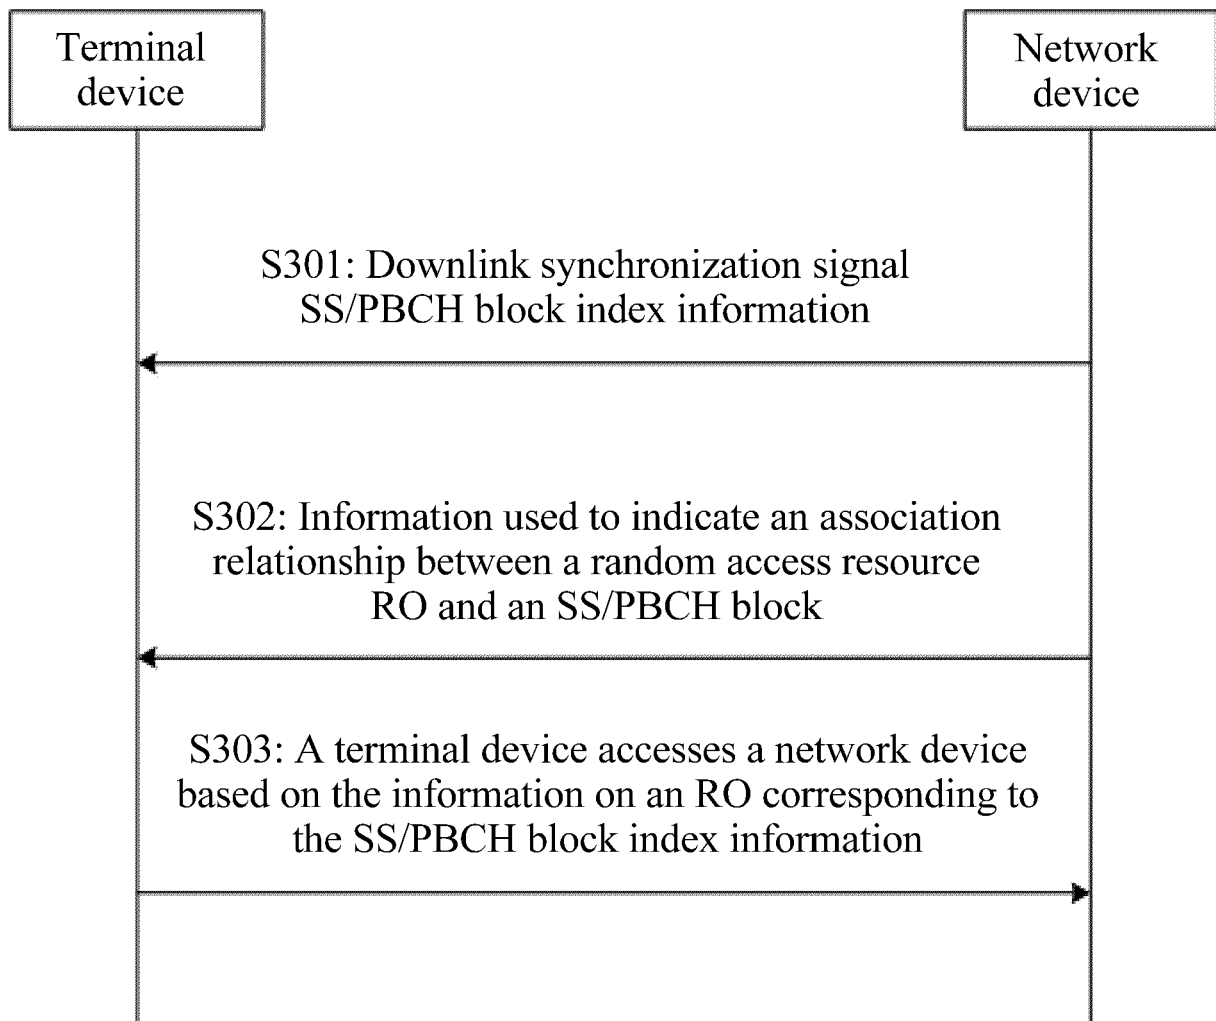 Terminal
device
Network
device
S301: Downlink synchronization signal
SS/PBCH block index information
S302: Information used to indicate an association
relationship between a random access resource
RO and an SS/PBCH block
S303: A terminal device accesses a network device
based on the information on an RO corresponding to
the SS/PBCH block index information